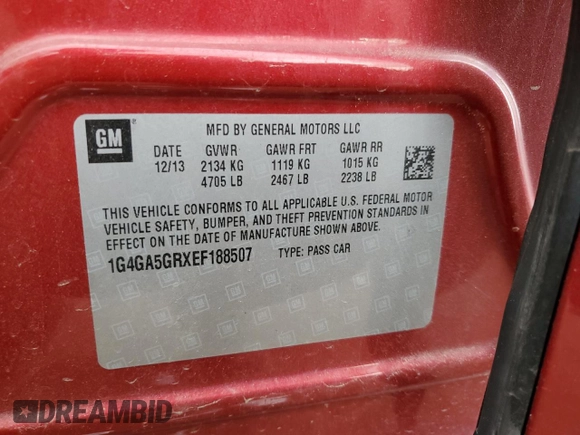 GM
MFD BY GENERAL MOTORS LLC
DATE GVWR GAWR FRT GAWR RR
12/13 2134 KG 1119 KG 1015 KG
4705 LB 2467 LB 2238 LB
THIS VEHICLE CONFORMS TO ALL APPLICABLE U.S. FEDERAL MOTOR
VEHICLE SAFETY, BUMPER, AND THEFT PREVENTION STANDARDS IN
EFFECT ON THE DATE OF MANUFACTURE SHOWN ABOVE.
1G4GA5GRXEF188507 TYPE: PASS CAR
DREAMBID